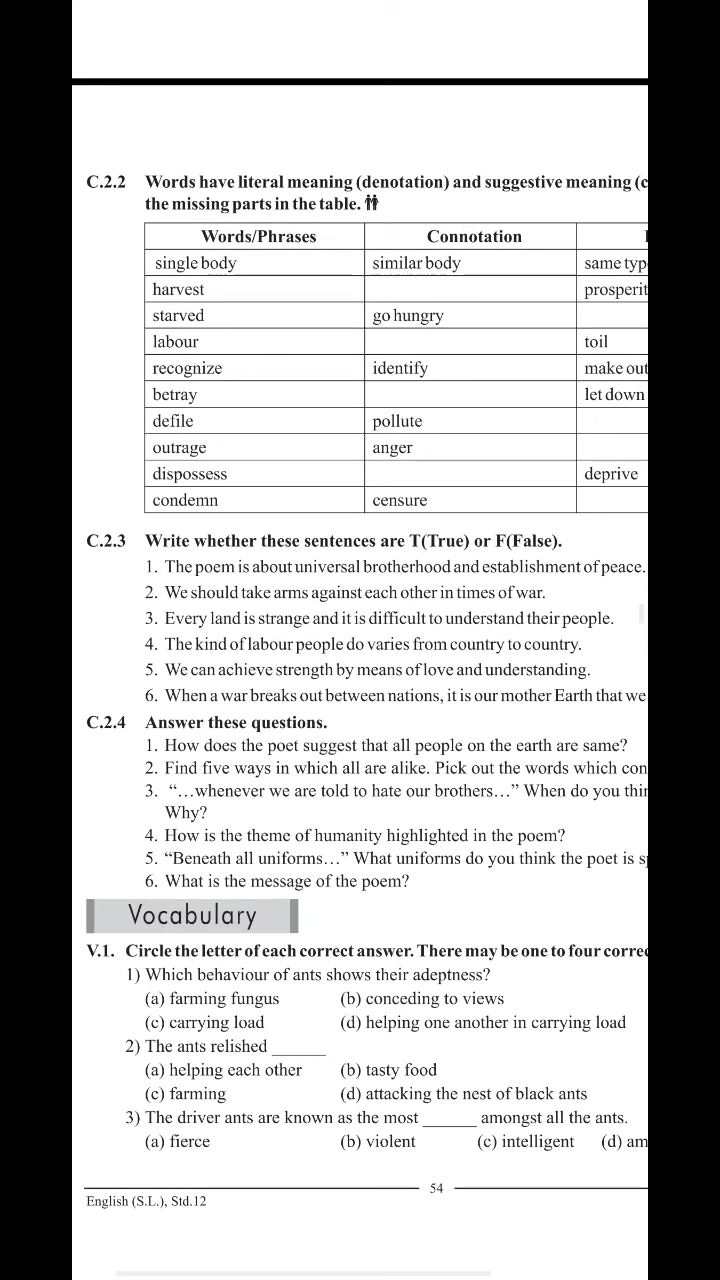 C.2.2 Words have literal meaning (denotation) and suggestive meaning (c
the missing parts in the table.
Words/Phrases Connotation
single body similar body same typ
harvest prosperit
starved go hungry
labour toil
recognize identify make out
betray let down
defile pollute
outrage anger
dispossess deprive
condemn censure
C.2.3 Write whether these sentences are T(True) or F(False).
1. The poem is about universal brotherhood and establishment of peace.
2. We should take arms against each other in times of war.
3. Every land is strange and it is difficult to understand their people.
4. The kind of labour people do varies from country to country.
5. We can achieve strength by means of love and understanding.
6. When a war breaks out between nations, it is our mother Earth that we
C.2.4 Answer these questions.
1. How does the poet suggest that all people on the earth are same?
2. Find five ways in which all are alike. Pick out the words which con
3. “…whenever we are told to hate our brothers…” When do you thin
Why?
4. How is the theme of humanity highlighted in the poem?
5. “Beneath all uniforms…” What uniforms do you think the poet is s
6. What is the message of the poem?
Vocabulary
V.1. Circle the letter of each correct answer. There may be one to four correc
1) Which behaviour of ants shows their adeptness?
(a) farming fungus (b) conceding to views
(c) carrying load (d) helping one another in carrying load
2) The ants relished ______
(a) helping each other (b) tasty food
(c) farming (d) attacking the nest of black ants
3) The driver ants are known as the most ______ amongst all the ants.
(a) fierce (b) violent (c) intelligent (d) am
54
English (S.L.), Std.12